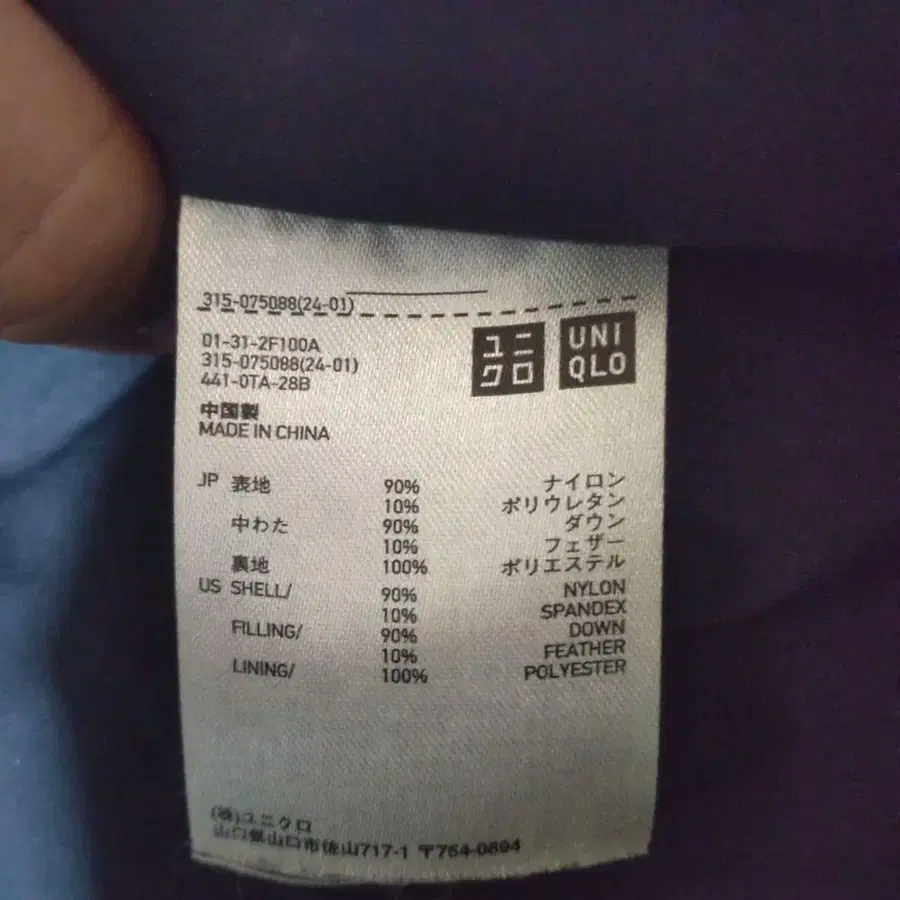 315-075088(24-01)
01-31-2F100A
315-075088(24-01)
441-0TA-28B
ユニ
クロ
UNI
QLO
中国製
MADE IN CHINA
JP 表地 90% ナイロン
10% ポリウレタン
中わた 90% ダウン
10% フェザー
裏地 100% ポリエステル
US SHELL/ 90% NYLON
10% SPANDEX
FILLING/ 90% DOWN
10% FEATHER
LINING/ 100% POLYESTER
(株)ユニクロ
山口県山口市佐山717-1 〒754-0894